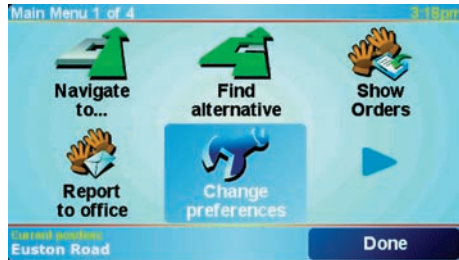 Main Menu 1 of 4
3:18pm
Navigate
to...
Find
alternative
Show
Orders
Report
to office
Change
preferences
Current position:
Euston Road
Done